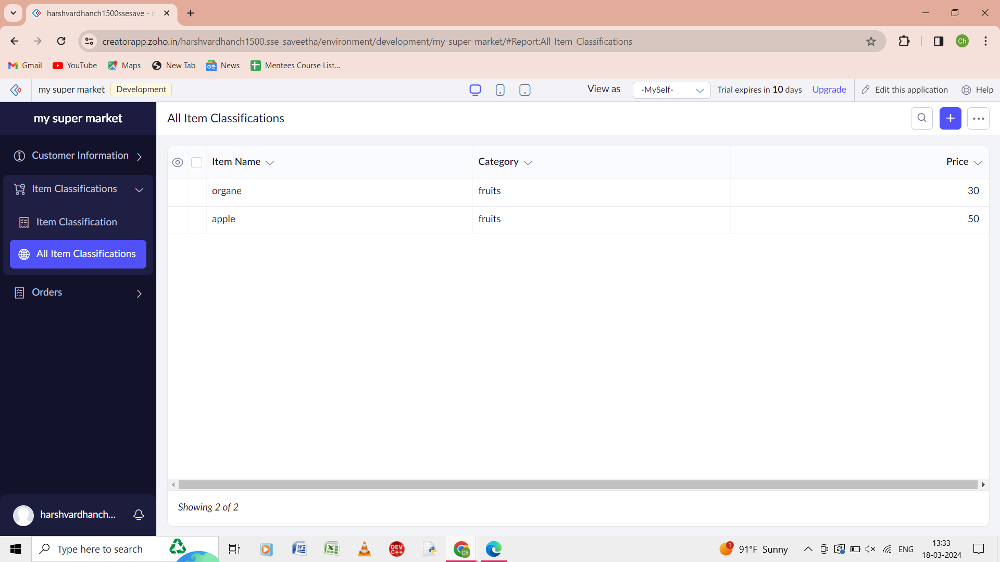 harshvardhanch1500ssesave -
creatorapp.zoho.in/harshvardhanch1500.sse_saveetha/environment/development/my-super-market/#Report:All_Item_Classifications
Ch
Gmail YouTube Maps New Tab News Mentees Course List...
my super market Development View as -MySelf- Trial expires in 10 days Upgrade Edit this application Help
my super market
All Item Classifications
Customer Information
Item Classifications
Item Classification
All Item Classifications
Orders
Item Name Category Price
organe fruits 30
apple fruits 50
Showing 2 of 2
harshvardhanch...
Type here to search
DEV C++
Ch
1
91°F Sunny
ENG
13:33
18-03-2024